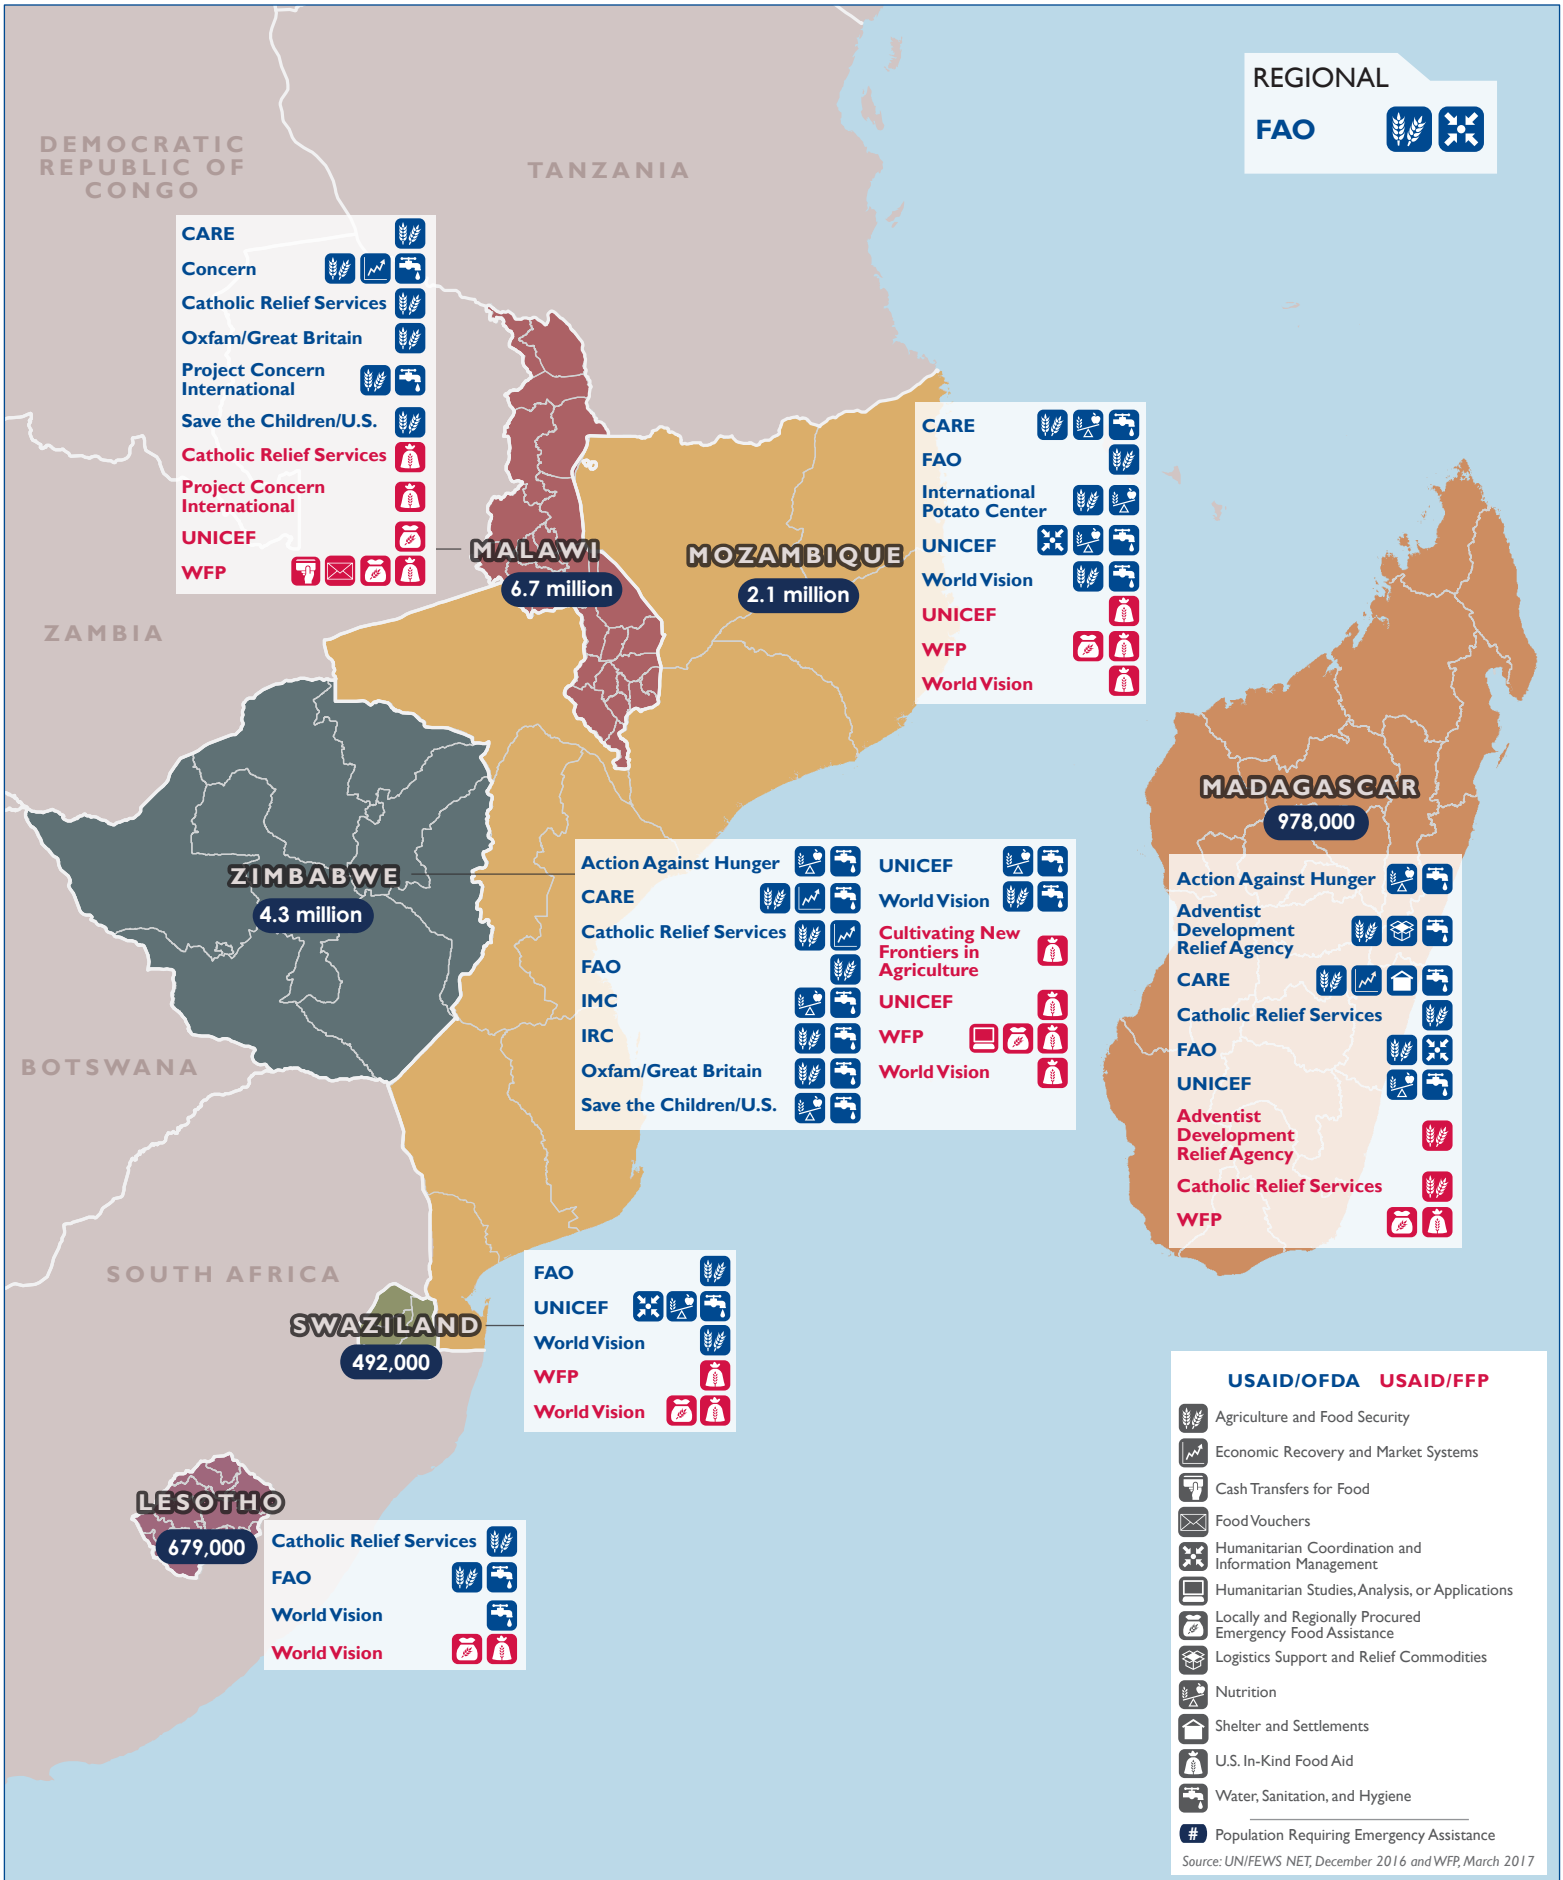 REGIONAL
FAO
DEMOCRATIC
REPUBLIC OF
CONGO
TANZANIA
CARE
Concern
Catholic Relief Services
Oxfam/Great Britain
Project Concern
International
Save the Children/U.S.
Catholic Relief Services
Project Concern
International
UNICEF
WFP
MALAWI
6.7 million
MOZAMBIQUE
2.1 million
CARE
FAO
International
Potato Center
UNICEF
World Vision
UNICEF
WFP
World Vision
ZAMBIA
MADAGASCAR
978,000
Action Against Hunger
Adventist
Development
Relief Agency
CARE
Catholic Relief Services
FAO
UNICEF
Adventist
Development
Relief Agency
Catholic Relief Services
WFP
ZIMBABWE
4.3 million
Action Against Hunger
CARE
Catholic Relief Services
FAO
IMC
IRC
Oxfam/Great Britain
Save the Children/U.S.
UNICEF
World Vision
Cultivating New
Frontiers in
Agriculture
UNICEF
WFP
World Vision
BOTSWANA
SOUTH AFRICA
SWAZILAND
492,000
FAO
UNICEF
World Vision
WFP
World Vision
LESOTHO
679,000
Catholic Relief Services
FAO
World Vision
World Vision
USAID/OFDA USAID/FFP
Agriculture and Food Security
Economic Recovery and Market Systems
Cash Transfers for Food
Food Vouchers
Humanitarian Coordination and
Information Management
Humanitarian Studies, Analysis, or Applications
Locally and Regionally Procured
Emergency Food Assistance
Logistics Support and Relief Commodities
Nutrition
Shelter and Settlements
U.S. In-Kind Food Aid
Water, Sanitation, and Hygiene
# Population Requiring Emergency Assistance
Source: UN/FEWS NET, December 2016 and WFP, March 2017